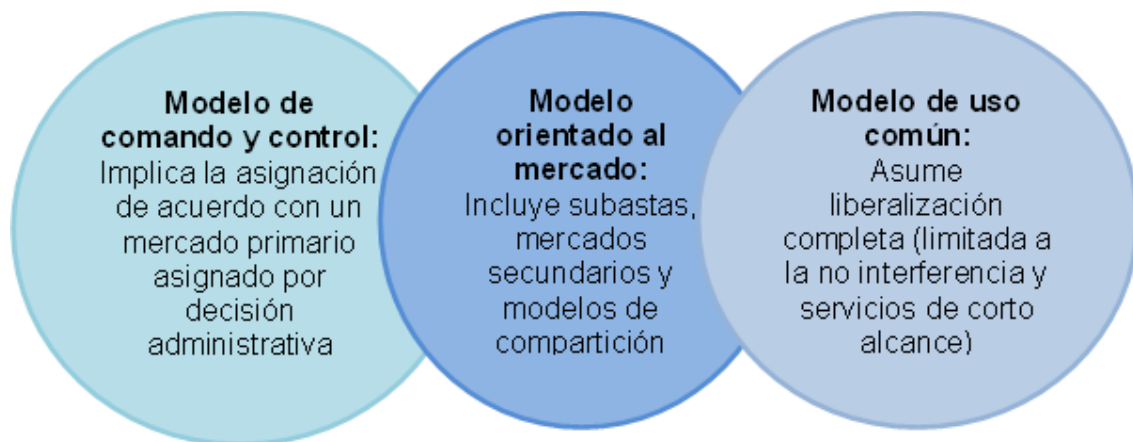 Modelo de
comando y control:
Implica la asignación
de acuerdo con un
mercado primario
asignado por
decisión
administrativa
Modelo
orientado al
mercado:
Incluye subastas,
mercados
secundarios y
modelos de
compartición
Modelo de uso
común:
Asume
liberalización
completa (limitada a
la no interferencia y
servicios de corto
alcance)